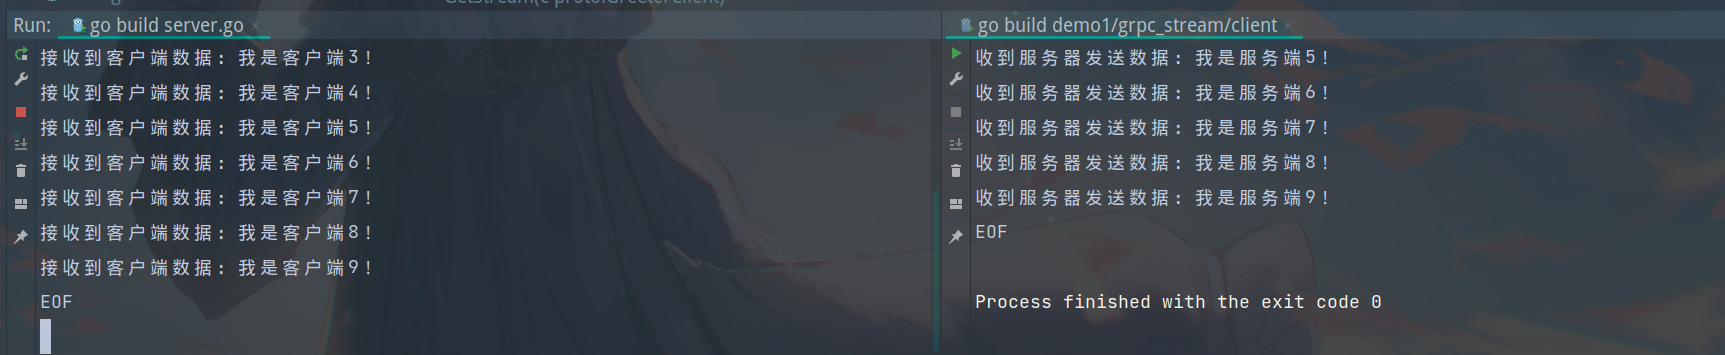 GetStream(c proto.GreeterClient)
Run: go build server.go
接收到客户端数据: 我是客户端3!
接收到客户端数据: 我是客户端4!
接收到客户端数据: 我是客户端5!
接收到客户端数据: 我是客户端6!
接收到客户端数据: 我是客户端7!
接收到客户端数据: 我是客户端8!
接收到客户端数据: 我是客户端9!
EOF
go build demo1/grpc_stream/client
收到服务器发送数据: 我是服务端5!
收到服务器发送数据: 我是服务端6!
收到服务器发送数据: 我是服务端7!
收到服务器发送数据: 我是服务端8!
收到服务器发送数据: 我是服务端9!
EOF
Process finished with the exit code 0